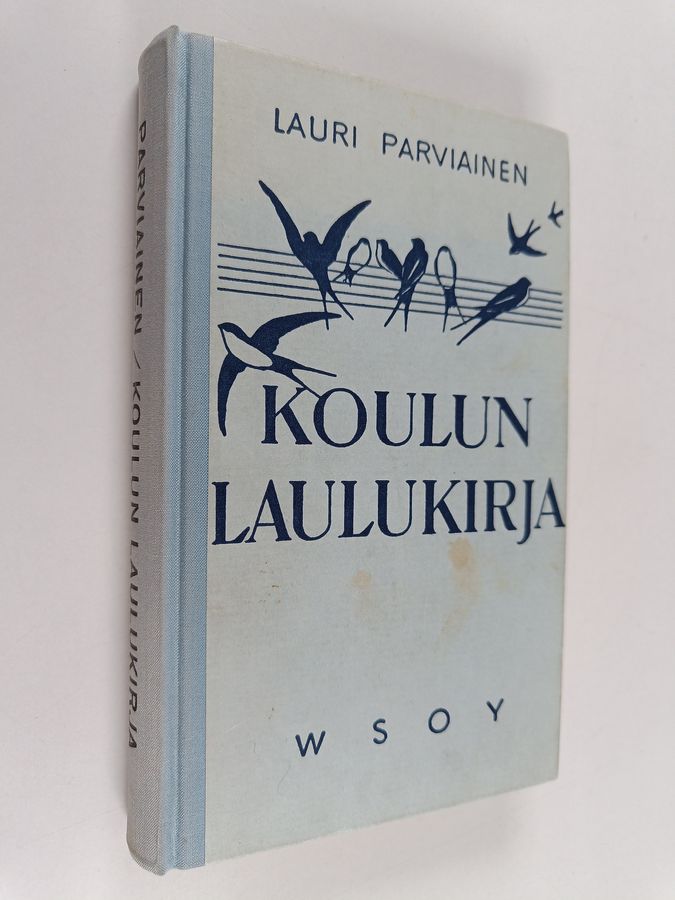 LAURI PARVIAINEN
KOULUN
LAULUKIRJA
WSOY
PARVIAINEN / KOULUN LAULUKIRJA